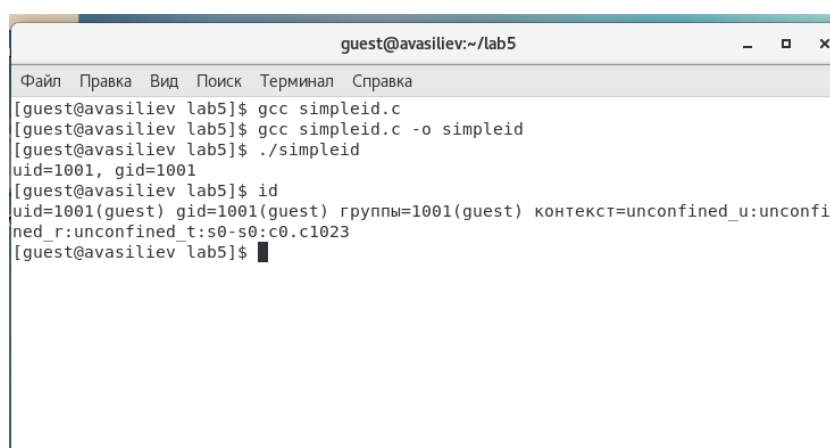 guest@avasiliev:~/lab5
Файл Правка Вид Поиск Терминал Справка
[guest@avasiliev lab5]$ gcc simpleid.c
[guest@avasiliev lab5]$ gcc simpleid.c -o simpleid
[guest@avasiliev lab5]$ ./simpleid
uid=1001, gid=1001
[guest@avasiliev lab5]$ id
uid=1001(guest) gid=1001(guest) группы=1001(guest) контекст=unconfined_u:unconfi
ned_r:unconfined_t:s0-s0:c0.c1023
[guest@avasiliev lab5]$